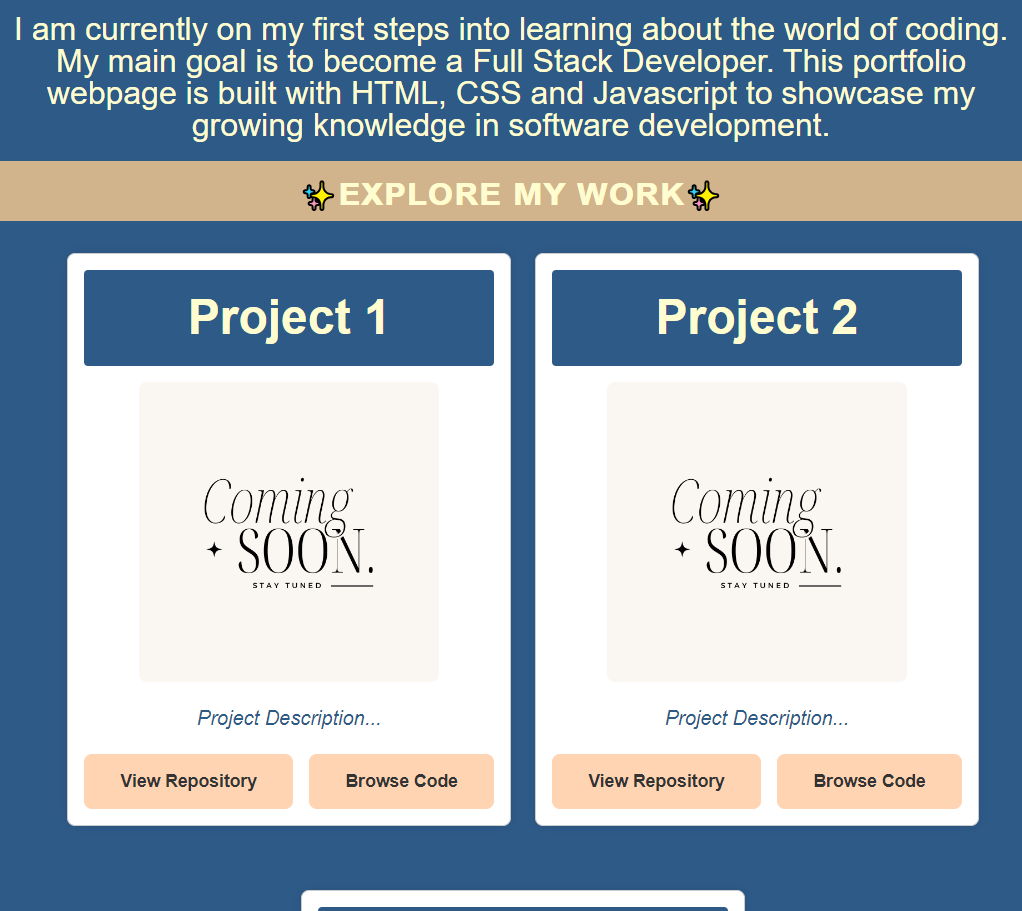 I am currently on my first steps into learning about the world of coding.
My main goal is to become a Full Stack Developer. This portfolio
webpage is built with HTML, CSS and Javascript to showcase my
growing knowledge in software development.
✨EXPLORE MY WORK✨
Project 1
Coming
SOON.
STAY TUNED
Project Description...
View Repository
Browse Code
Project 2
Coming
SOON.
STAY TUNED
Project Description...
View Repository
Browse Code